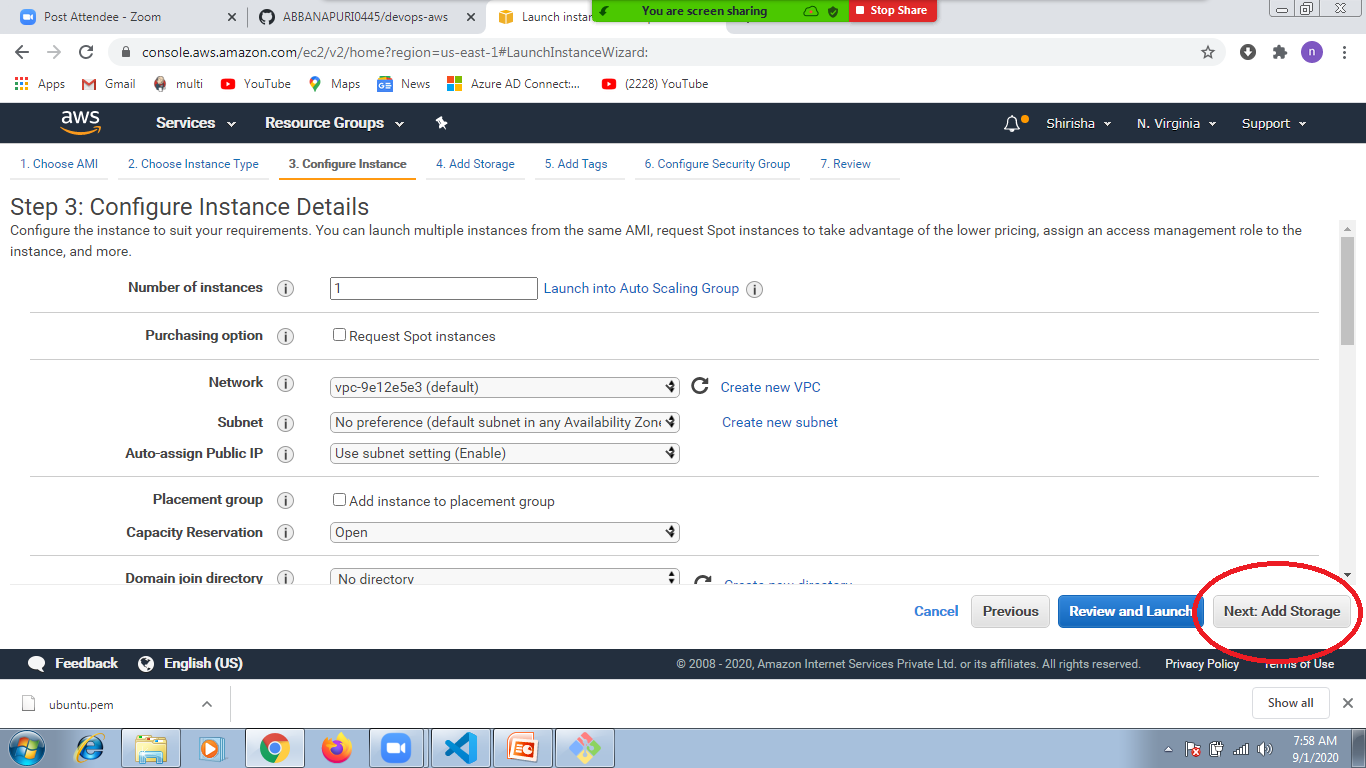 Post Attendee - Zoom
ABBANAPURI0445/devops-aws
Launch instan
You are screen sharing
Stop Share
console.aws.amazon.com/ec2/v2/home?region=us-east-1#LaunchInstanceWizard:
n
Apps Gmail multi YouTube Maps News Azure AD Connect:... (2228) YouTube
aws Services Resource Groups Shirisha N. Virginia Support
1. Choose AMI 2. Choose Instance Type 3. Configure Instance 4. Add Storage 5. Add Tags 6. Configure Security Group 7. Review
Step 3: Configure Instance Details
Configure the instance to suit your requirements. You can launch multiple instances from the same AMI, request Spot instances to take advantage of the lower pricing, assign an access management role to the
instance, and more.
Number of instances i 1 Launch into Auto Scaling Group i
Purchasing option i Request Spot instances
Network i vpc-9e12e5e3 (default) Create new VPC
Subnet i No preference (default subnet in any Availability Zone Create new subnet
Auto-assign Public IP i Use subnet setting (Enable)
Placement group i Add instance to placement group
Capacity Reservation i Open
Domain join directory i No directory Create new directory
Cancel Previous Review and Launch Next: Add Storage
Feedback English (US) © 2008 - 2020, Amazon Internet Services Private Ltd. or its affiliates. All rights reserved. Privacy Policy Terms of Use
ubuntu.pem Show all
7:58 AM
9/1/2020